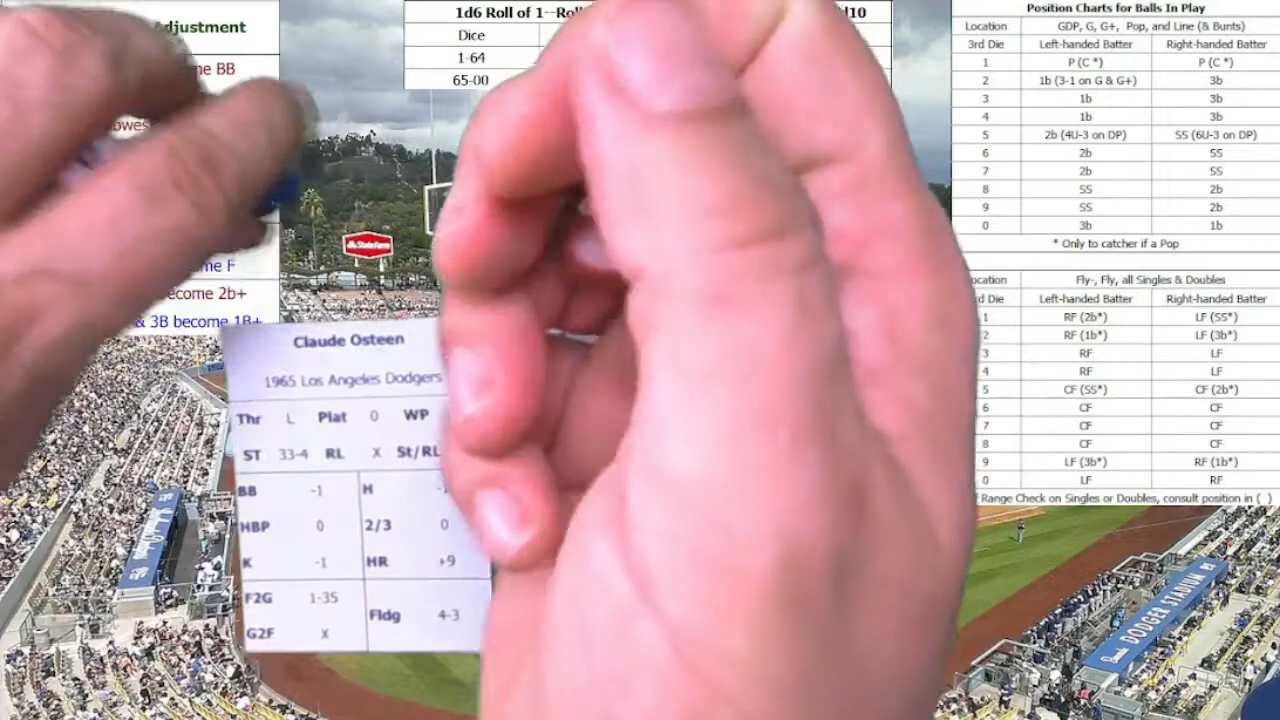 Adjustment
me BB
me F
ecome 2b+
& 3B become 1B+
1d6 Roll of 1--Rol
d10
Dice
1-64
65-00
StateFarm
Claude Osteen
1965 Los Angeles Dodgers
Thr L Plat 0 WP
ST 33-4 RL X St/RL
BB -1 H
HBP 0 2/3 0
K -1 HR +9
F2G 1-35 Fldg 4-3
G2F X
Position Charts for Balls In Play
Location GDP, G, G+, Pop, and Line (& Bunts)
3rd Die Left-handed Batter Right-handed Batter
1 P (C *) P (C *)
2 1b (3-1 on G & G+) 3b
3 1b 3b
4 1b 3b
5 2b (4U-3 on DP) SS (6U-3 on DP)
6 2b SS
7 2b SS
8 SS 2b
9 SS 2b
0 3b 1b
* Only to catcher if a Pop
ocation Fly-, Fly, all Singles & Doubles
rd Die Left-handed Batter Right-handed Batter
1 RF (2b*) LF (SS*)
2 RF (1b*) LF (3b*)
3 RF LF
4 RF LF
5 CF (SS*) CF (2b*)
6 CF CF
7 CF CF
8 CF CF
9 LF (3b*) RF (1b*)
0 LF RF
f Range Check on Singles or Doubles, consult position in ( )
DODGER STADIUM